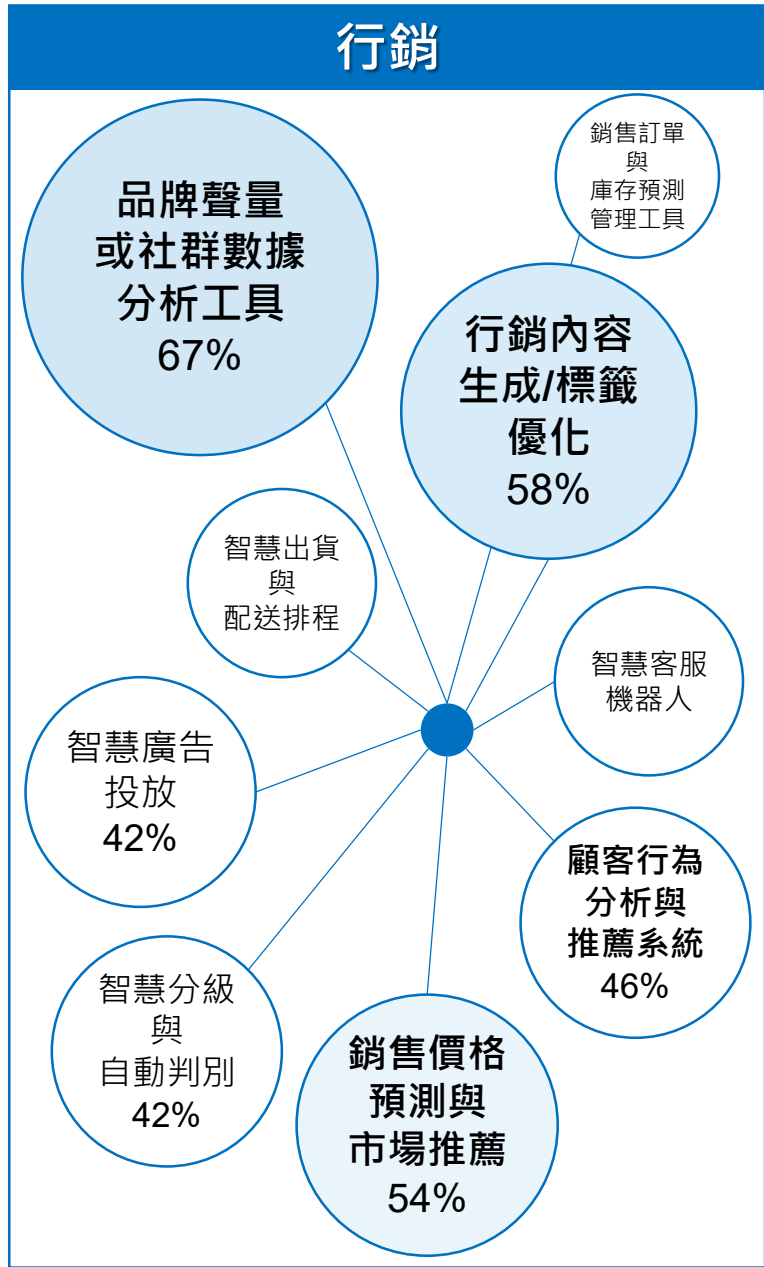 行銷
品牌聲量
或社群數據
分析工具
67%
銷售訂單
與
庫存預測
管理工具
行銷內容
生成/標籤
優化
58%
智慧出貨
與
配送排程
智慧客服
機器人
智慧廣告
投放
42%
顧客行為
分析與
推薦系統
46%
智慧分級
與
自動判別
42%
銷售價格
預測與
市場推薦
54%